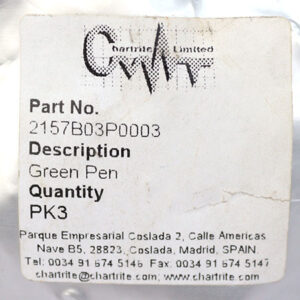 Chartrite Limited
Part No.
2157B03P0003
Description
Green Pen
Quantity
PK3
Parque Empresarial Coslada 2, Calle Americas
Nave B5, 28823, Coslada, Madrid, SPAIN.
Tel: 0034 91 674 5146 Fax: 0034 91 674 5147
chartrite@chartrite.com www.chartrite.com